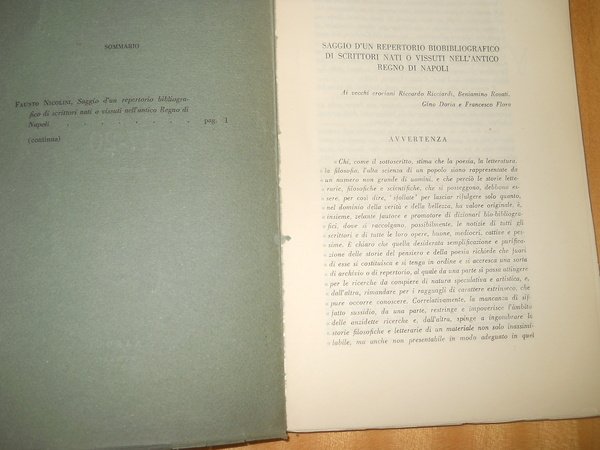 SOMMARIO
FAUSTO NICOLINI, Saggio d'un repertorio bibliogra-
fico di scrittori nati o vissuti nell'antico Regno di
Napoli . . . . . . . pag. 1
(continua)
SAGGIO D'UN REPERTORIO BIOBIBLIOGRAFICO
DI SCRITTORI NATI O VISSUTI NELL'ANTICO
REGNO DI NAPOLI
Ai vecchi crociani Riccardo Ricciardi, Beniamino Rosati,
Gino Doria e Francesco Flora
AVVERTENZA
« Chi, come il sottoscritto, stima che la poesia, la letteratura,
« la filosofia, l'alta scienza di un popolo siano rappresentate da
« un numero non grande di uomini, e che perciò le storie lette-
« rarie, filosofiche e scientifiche, che si posseggono, debbano es-
« sere, per così dire, 'sfollate' per lasciar rifulgere solo quanto,
« nel dominio della verità e della bellezza, ha valore originale, è,
« insieme, zelante fautore e promotore di dizionari bio-bibliogra-
« fici, dove si raccolgano, possibilmente, le notizie di tutti gli
« scrittori e di tutte le loro opere, buone, mediocri, cattive e pes-
« sime. È chiaro che quella desiderata semplificazione e purifica-
« zione delle storie del pensiero e della poesia richiede che fuori
« di esse si costituisca e si tenga in ordine e si accresca una sorta
« di archivio o di repertorio, al quale da una parte si possa attingere
« per le ricerche da compiere di natura speculativa e artistica, e,
« dall'altra, rimandare per i ragguagli di carattere estrinseco, che
« pure occorre conoscere. Correlativamente, la mancanza di sif-
« fatto sussidio, da una parte, restringe e impoverisce l'àmbito
« delle anzidette ricerche e, dall'altra, spinge a ingombrare le
« storie filosofiche e letterarie di un materiale non solo inassimi-
« labile, ma anche non presentabile in modo adeguato in quel